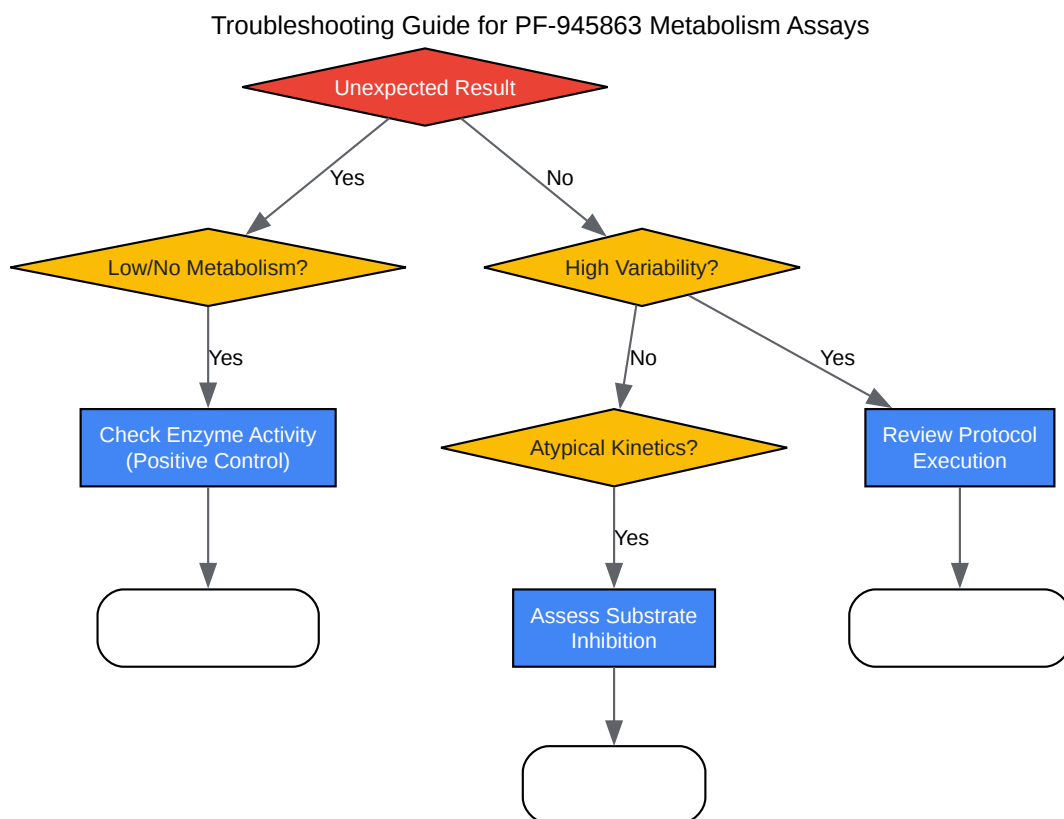 Troubleshooting Guide for PF-945863 Metabolism Assays
Unexpected Result
Yes
No
Low/No Metabolism?
High Variability?
Yes
No
Yes
Check Enzyme Activity
(Positive Control)
Atypical Kinetics?
Review Protocol
Execution
Yes
Assess Substrate
Inhibition